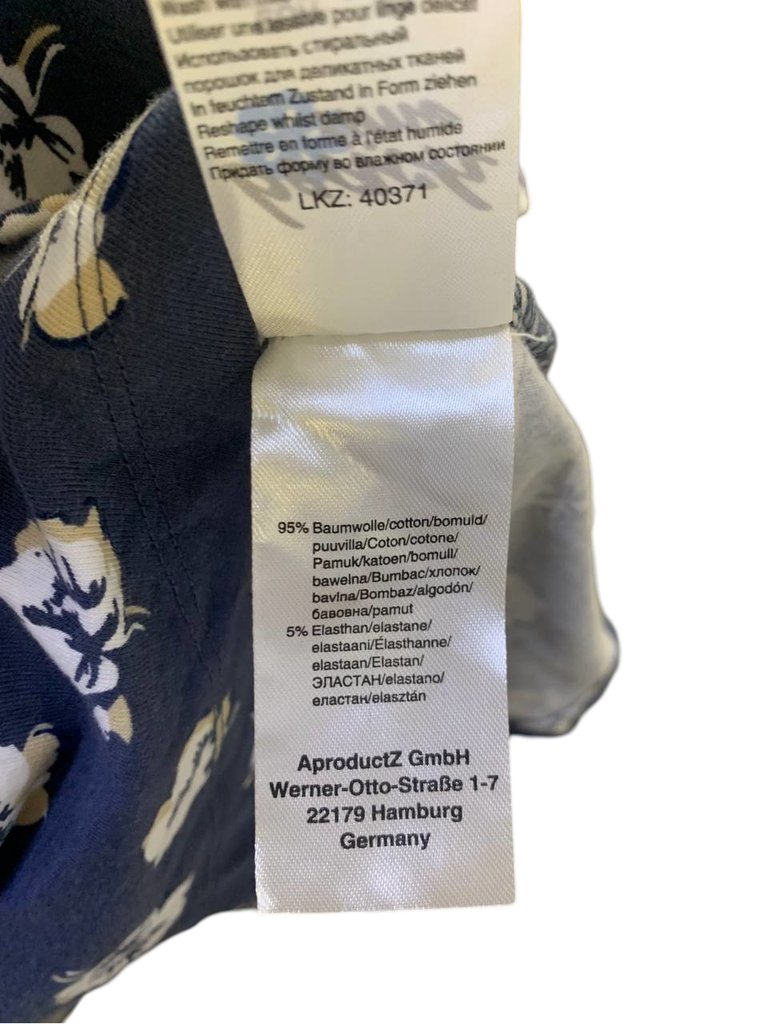 Utiliser une lessive pour linge délicat
Использовать стиральный
порошок для деликатных тканей
In feuchtem Zustand in Form ziehen
Reshape whilst damp
Remettre en forme à l'état humide
Придать форму во влажном состоянии
LKZ: 40371
95% Baumwolle/cotton/bomuld/
puuvilla/Coton/cotone/
Pamuk/katoen/bomull/
bawełna/Bumbac/хлопок/
bavlna/Bombaz/algodón/
бавовна/pamut
5% Elasthan/elastane/
elastaani/Élasthanne/
elastaan/Elastan/
ЭЛАСТАН/elastano/
еластан/elasztán
AproductZ GmbH
Werner-Otto-Straße 1-7
22179 Hamburg
Germany